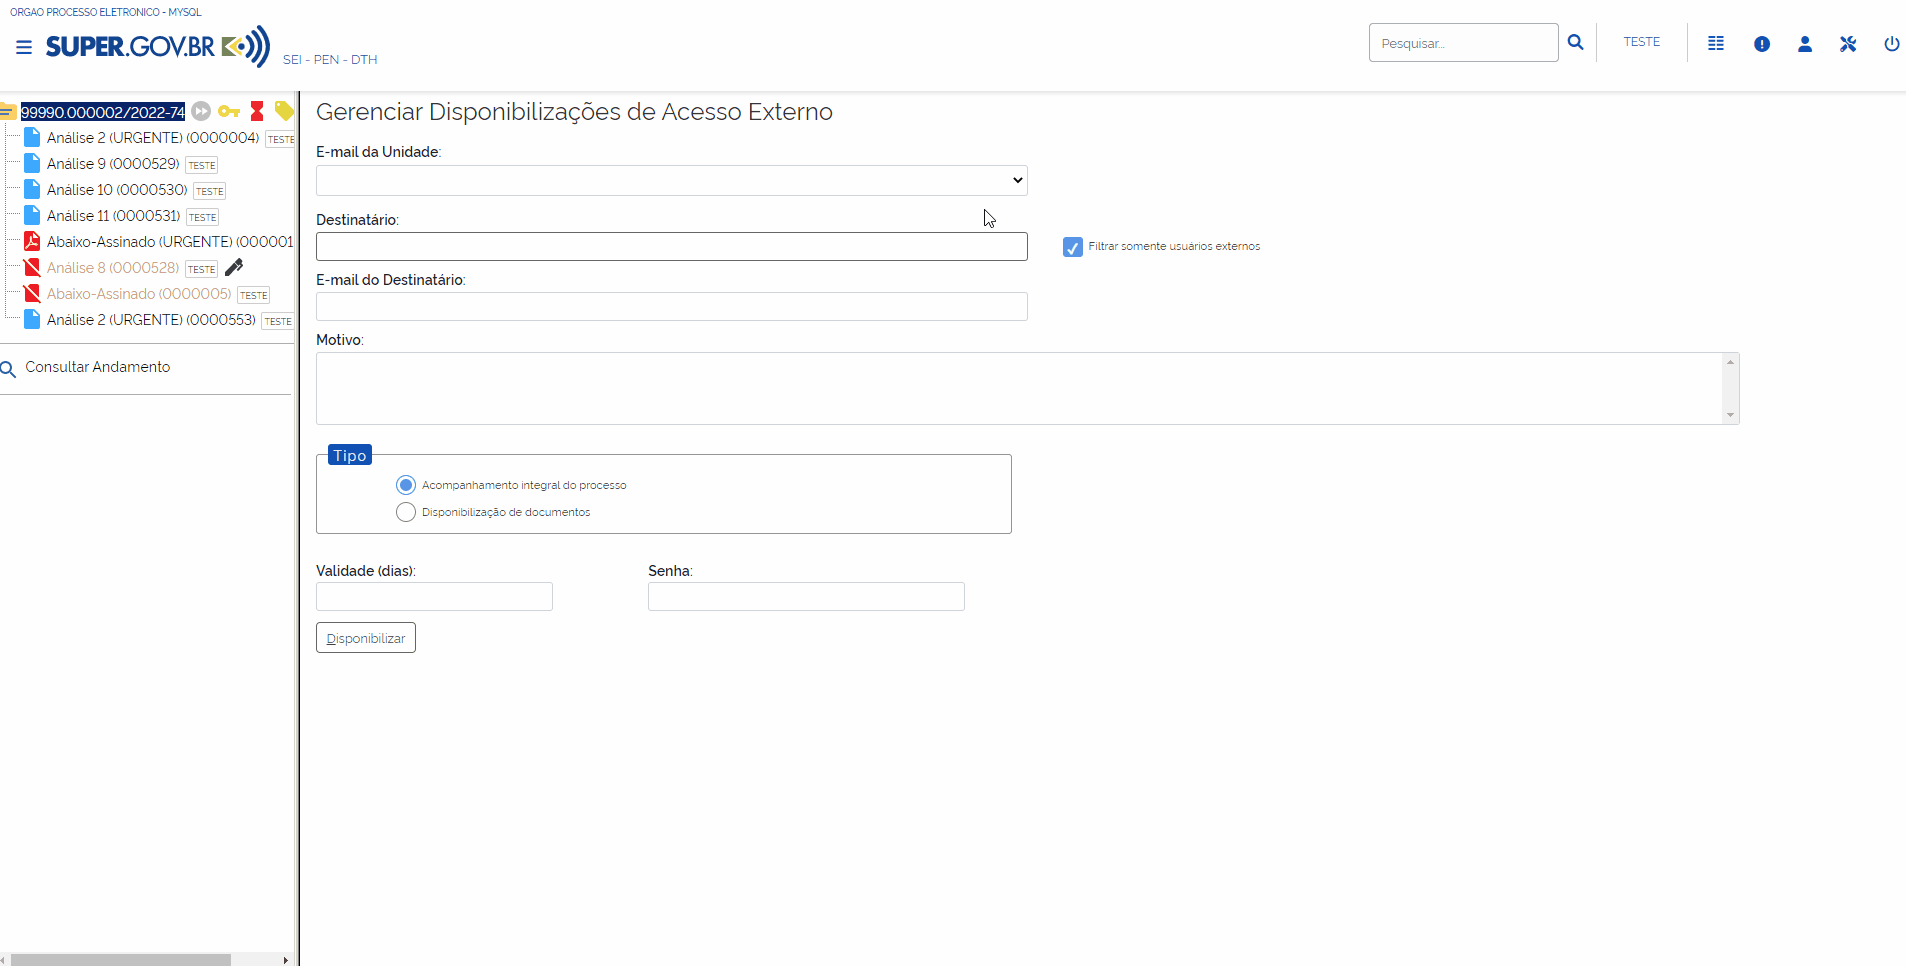 ORGAO PROCESSO ELETRONICO - MYSQL
SUPER.GOV.BR
SEI - PEN - DTH
Pesquisar...
TESTE
99990.000002/2022-74
Análise 2 (URGENTE) (0000004) TESTE
Análise 9 (0000529) TESTE
Análise 10 (0000530) TESTE
Análise 11 (0000531) TESTE
Abaixo-Assinado (URGENTE) (000001
Análise 8 (0000528) TESTE
Abaixo-Assinado (0000005) TESTE
Análise 2 (URGENTE) (0000553) TESTE
Consultar Andamento
Gerenciar Disponibilizações de Acesso Externo
E-mail da Unidade:
Destinatário:
Filtrar somente usuários externos
E-mail do Destinatário:
Motivo:
Tipo
Acompanhamento integral do processo
Disponibilização de documentos
Validade (dias):
Senha:
Disponibilizar